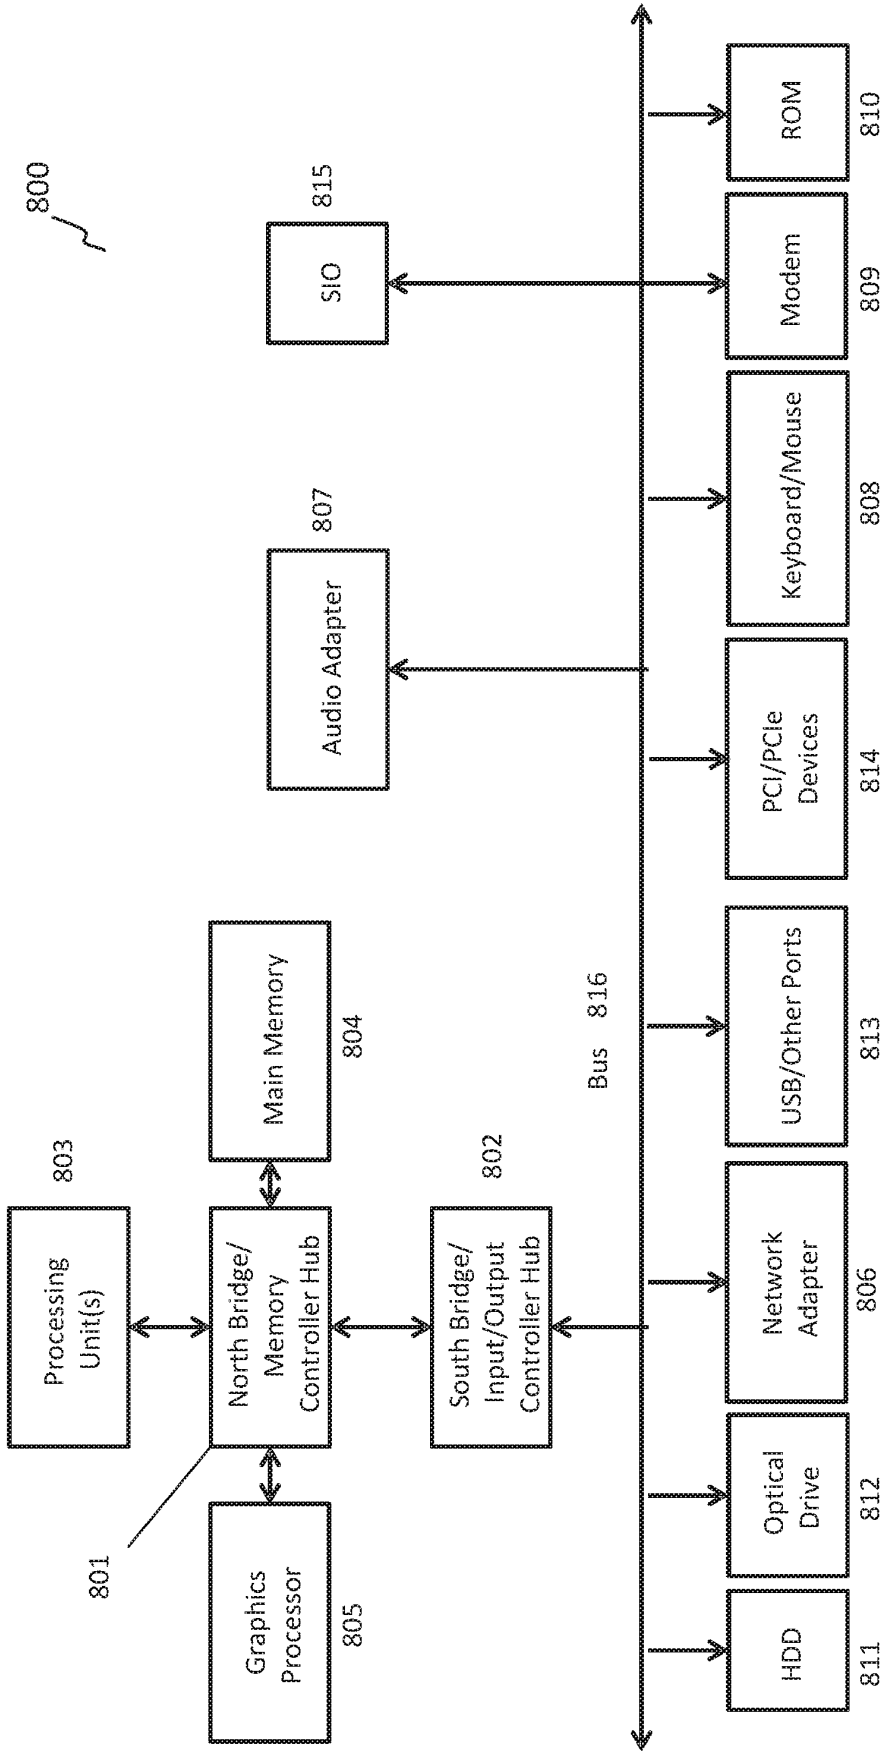 800
803
Processing
Unit(s)
801
Graphics
Processor
805
North Bridge/
Memory
Controller Hub
Main Memory
804
Audio Adapter
807
SIO
815
South Bridge/
Input/Output
Controller Hub
802
Bus 816
HDD
811
Optical
Drive
812
Network
Adapter
806
USB/Other Ports
813
PCI/PCIe
Devices
814
Keyboard/Mouse
808
Modem
809
ROM
810